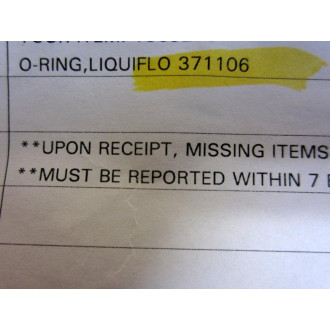 O-RING,LIQUIFLO 371106
**UPON RECEIPT, MISSING ITEMS
**MUST BE REPORTED WITHIN 7